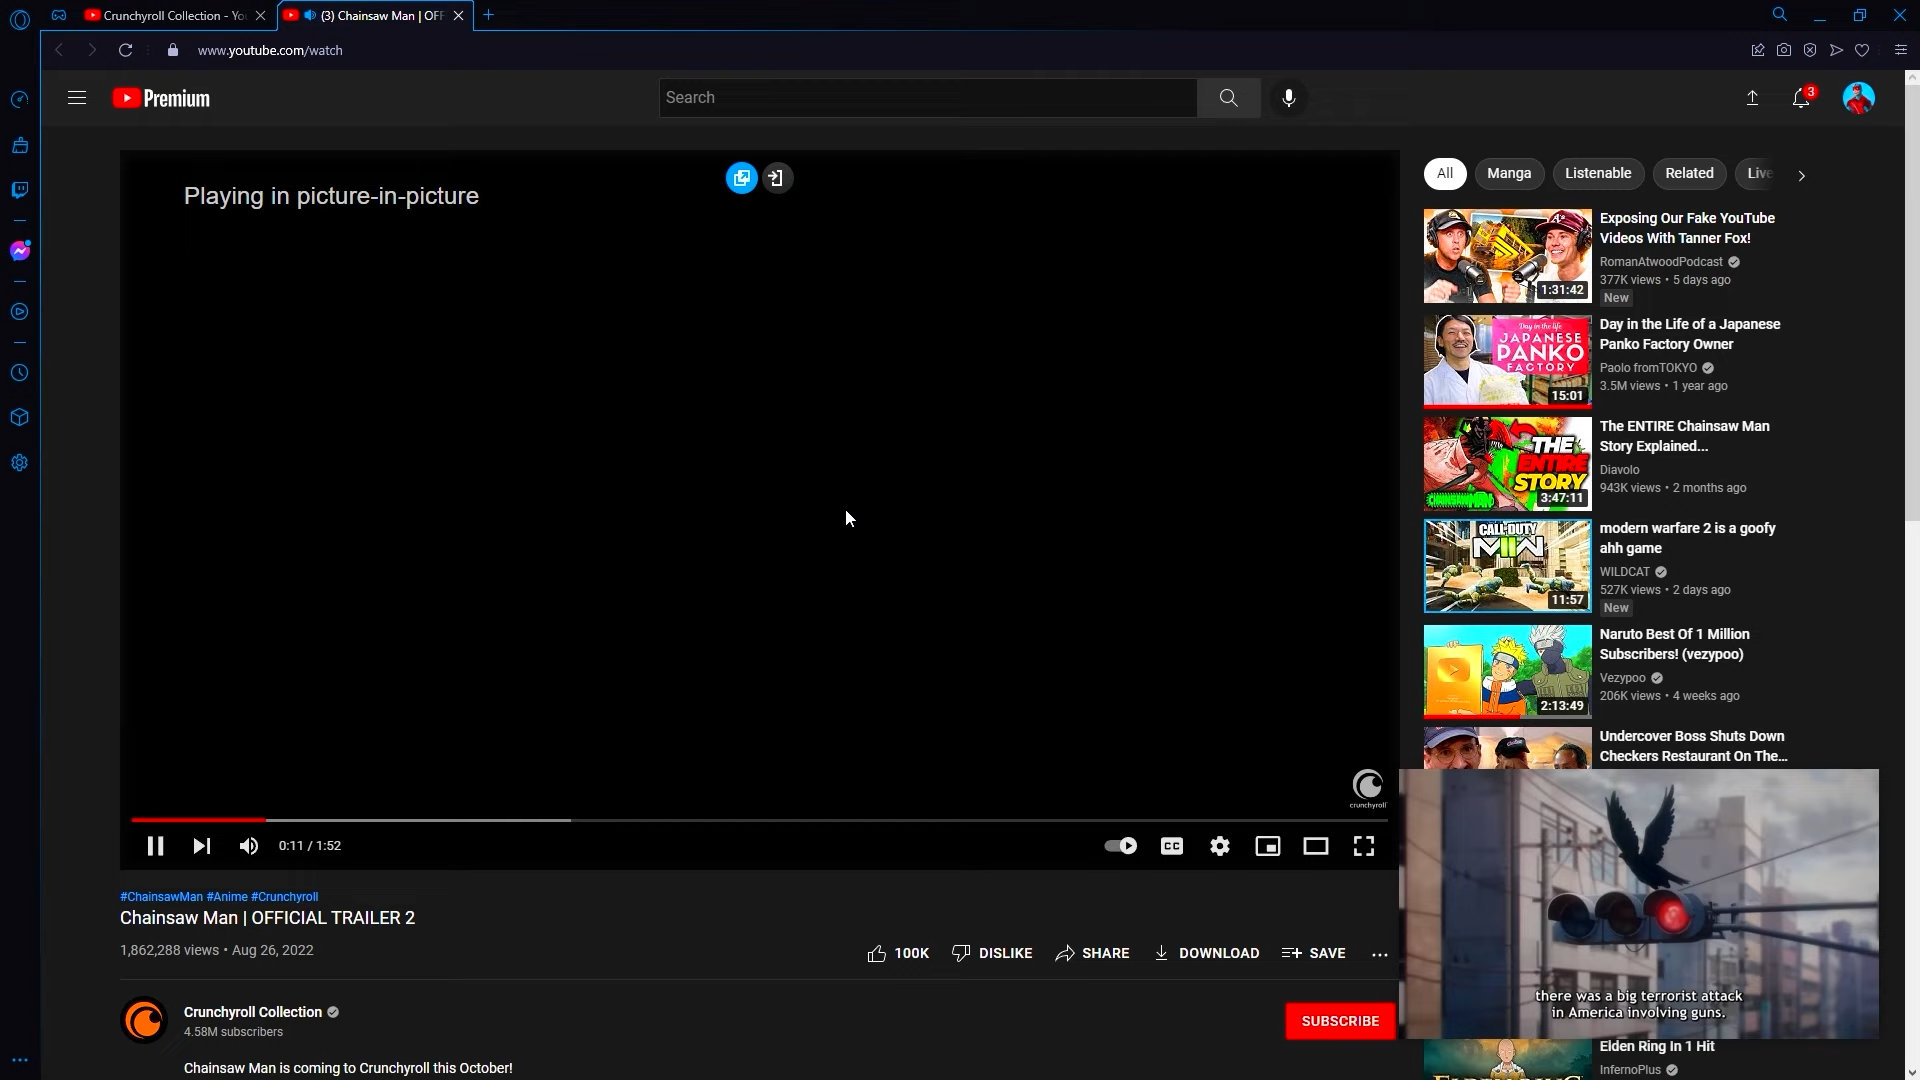 Crunchyroll Collection - You
(3) Chainsaw Man | OFF
www.youtube.com/watch
Premium
Search
3
Playing in picture-in-picture
crunchyroll
0:11 / 1:52
CC
#ChainsawMan #Anime #Crunchyroll
Chainsaw Man | OFFICIAL TRAILER 2
1,862,288 views • Aug 26, 2022
100K
DISLIKE
SHARE
DOWNLOAD
SAVE
Crunchyroll Collection
4.58M subscribers
SUBSCRIBE
Chainsaw Man is coming to Crunchyroll this October!
All
Manga
Listenable
Related
Live
1:31:42
Exposing Our Fake YouTube
Videos With Tanner Fox!
RomanAtwoodPodcast
377K views • 5 days ago
New
Day in the life
JAPANESE
PANKO
FACTORY
15:01
Day in the Life of a Japanese
Panko Factory Owner
Paolo fromTOKYO
3.5M views • 1 year ago
THE
ENTIRE
STORY
CHAINSAWMAN
3:47:11
The ENTIRE Chainsaw Man
Story Explained...
Diavolo
943K views • 2 months ago
CALL·DUTY
MWII
11:57
modern warfare 2 is a goofy
ahh game
WILDCAT
527K views • 2 days ago
New
2:13:49
Naruto Best Of 1 Million
Subscribers! (vezypoo)
Vezypoo
206K views • 4 weeks ago
Undercover Boss Shuts Down
Checkers Restaurant On The...
there was a big terrorist attack
in America involving guns.
Elden Ring In 1 Hit
InfernoPlus